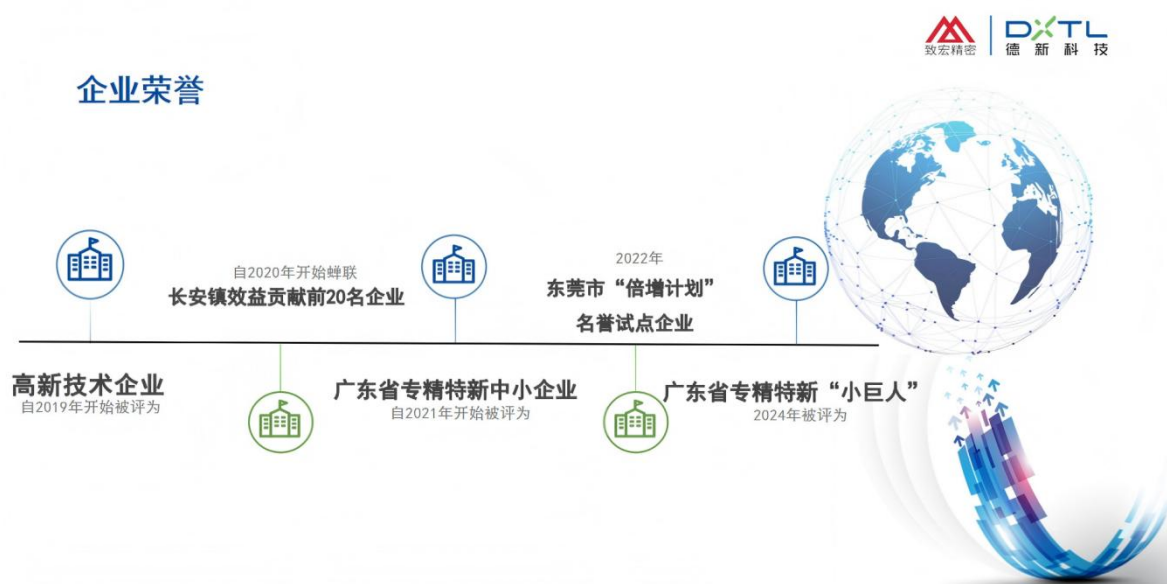 致宏精密
DXTL
德新科技
企业荣誉
高新技术企业
自2019年开始被评为
自2020年开始蝉联
长安镇效益贡献前20名企业
广东省专精特新中小企业
自2021年开始被评为
2022年
东莞市“倍增计划”
名誉试点企业
广东省专精特新“小巨人”
2024年被评为